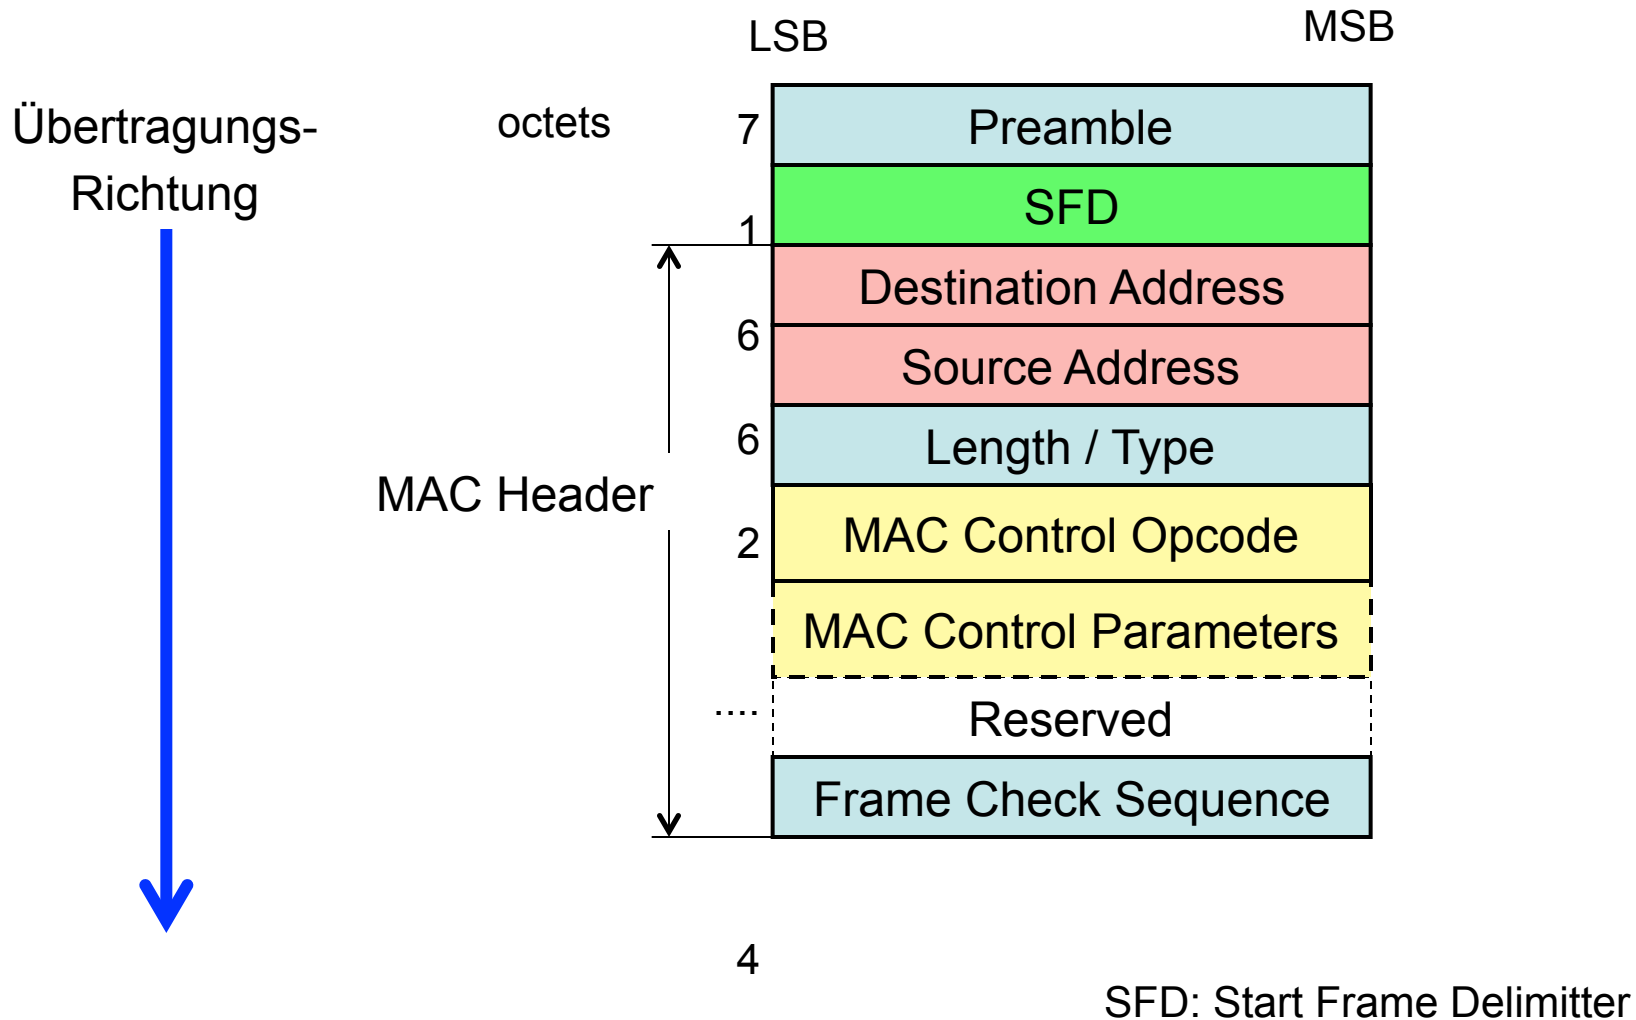 LSB
MSB
Übertragungs-
Richtung
octets
7
Preamble
1
SFD
Destination Address
6
Source Address
6
Length / Type
MAC Header
2
MAC Control Opcode
MAC Control Parameters
....
Reserved
Frame Check Sequence
4
SFD: Start Frame Delimitter